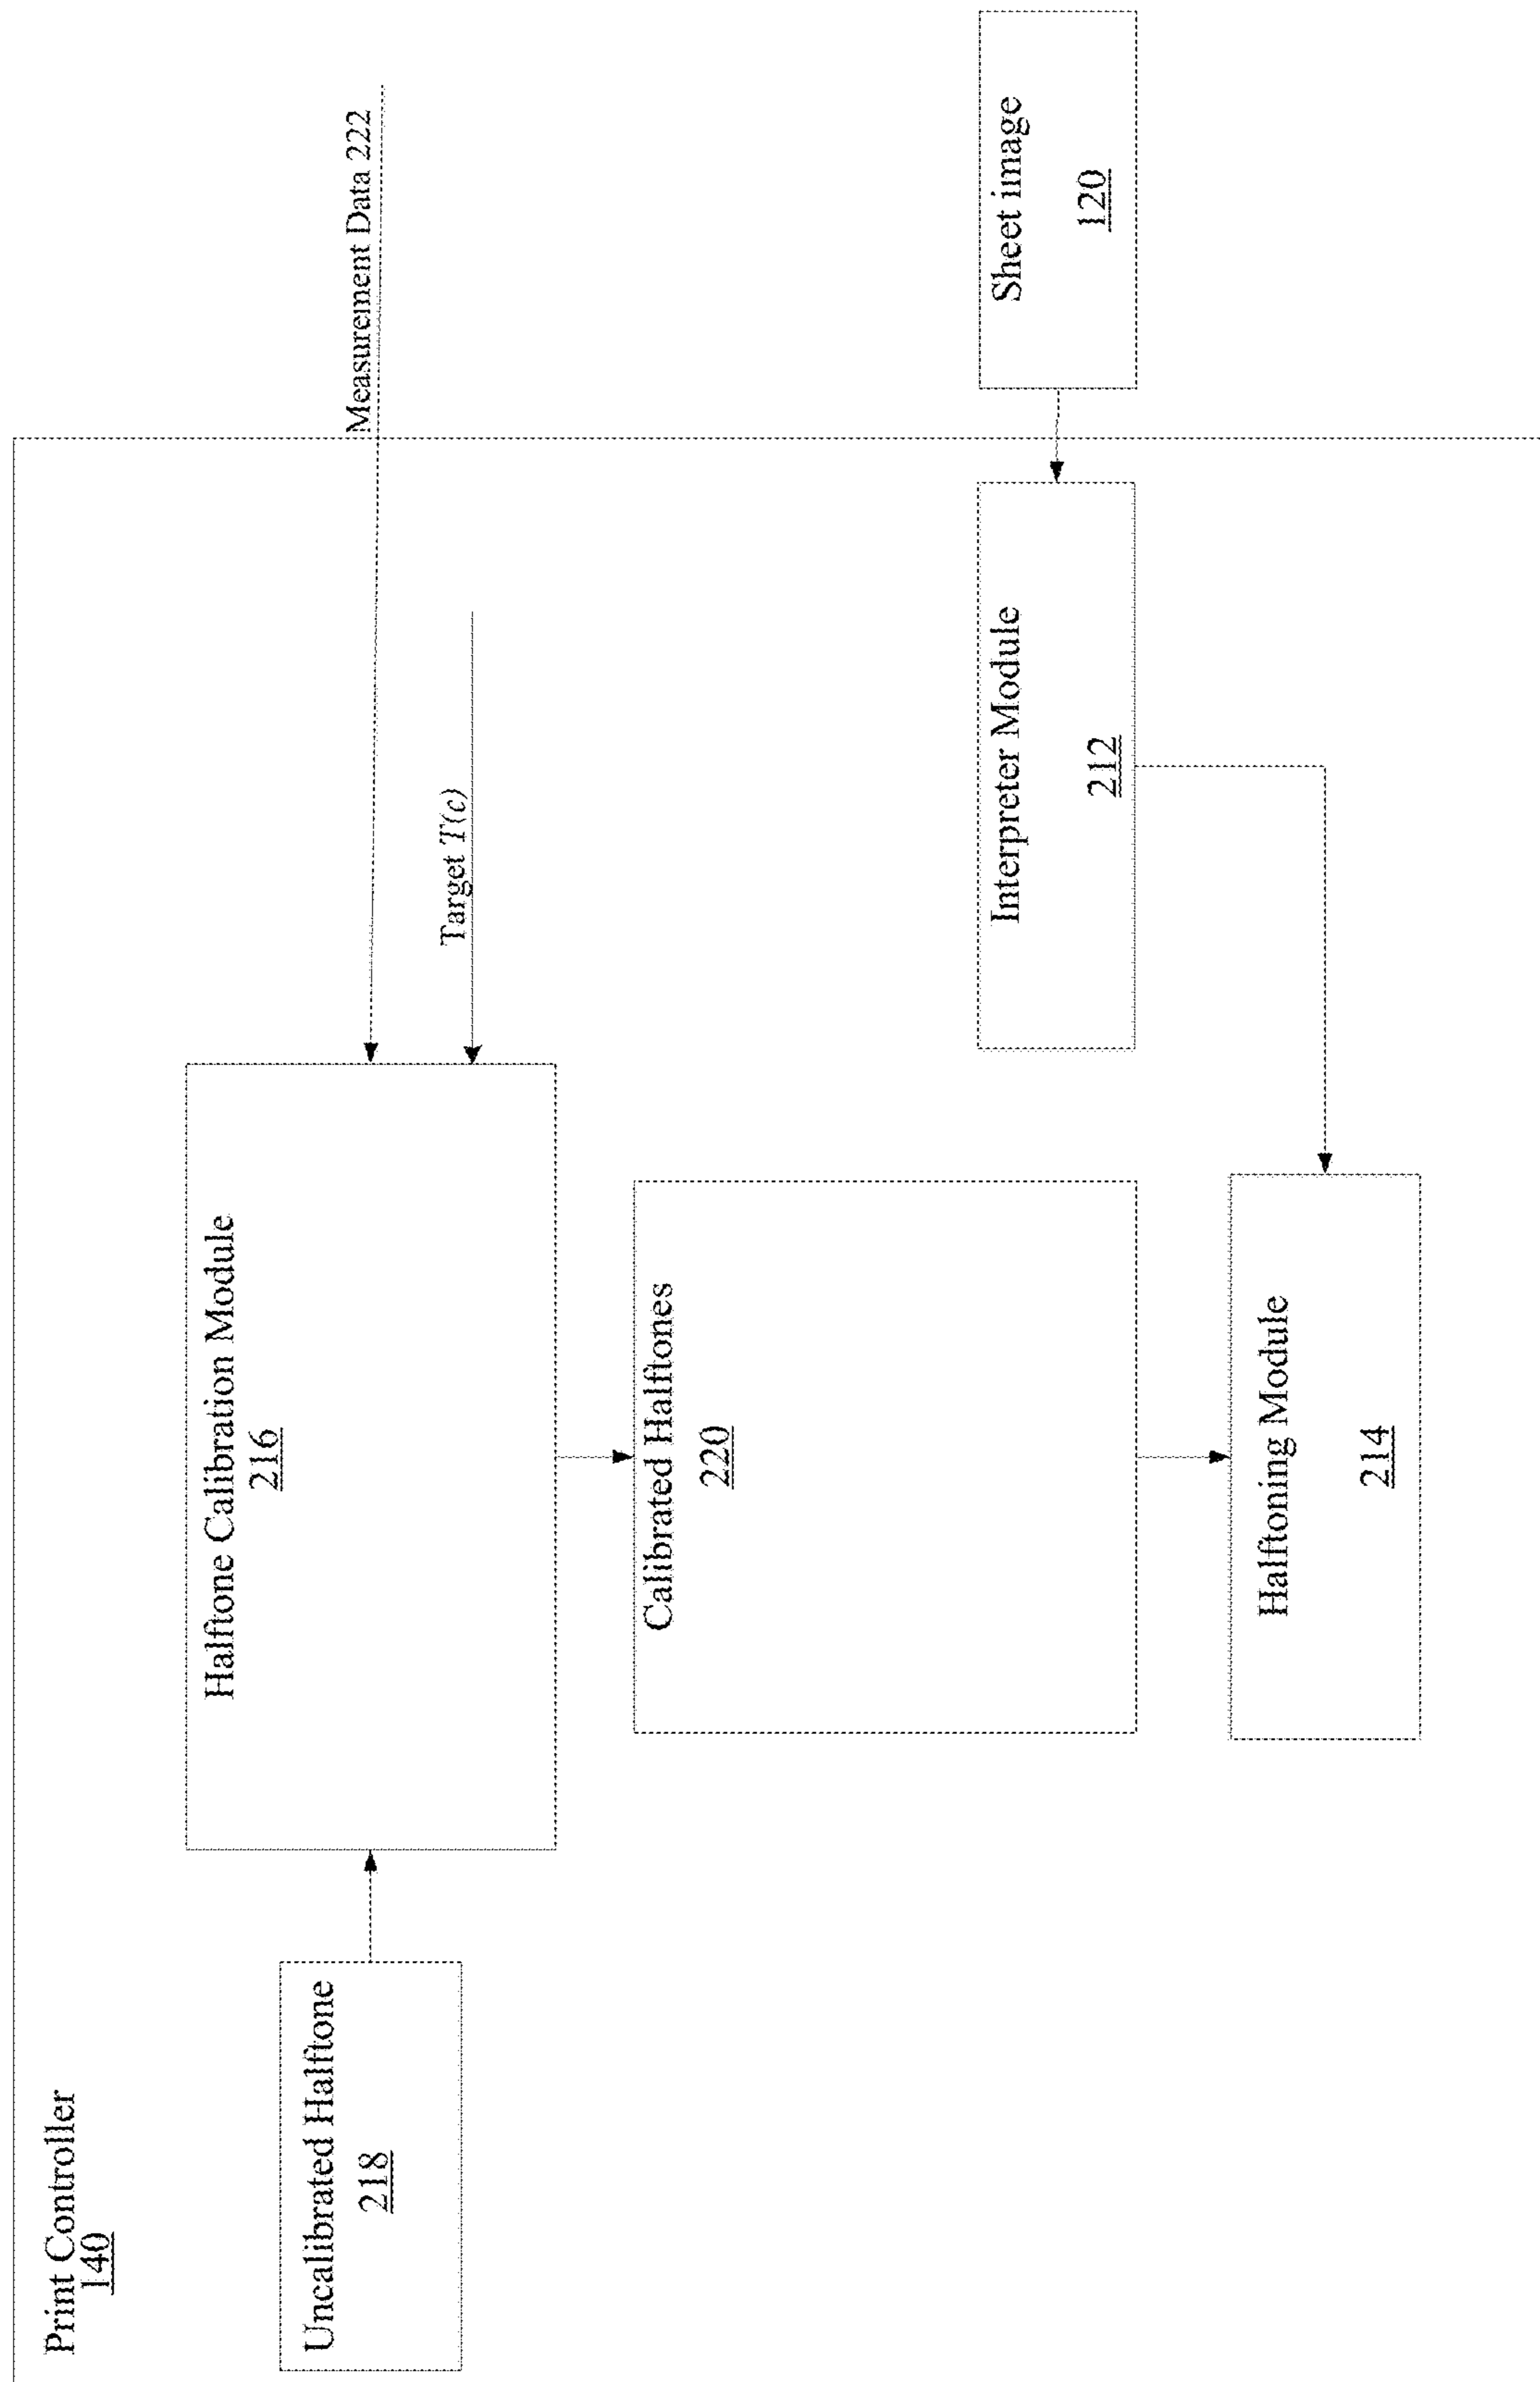 Print Controller
140
Uncalibrated Halftone
218
Halftone Calibration Module
216
Measurement Data 222
Target T(c)
Calibrated Halftones
220
Sheet image
120
Interpreter Module
212
Halftoning Module
214